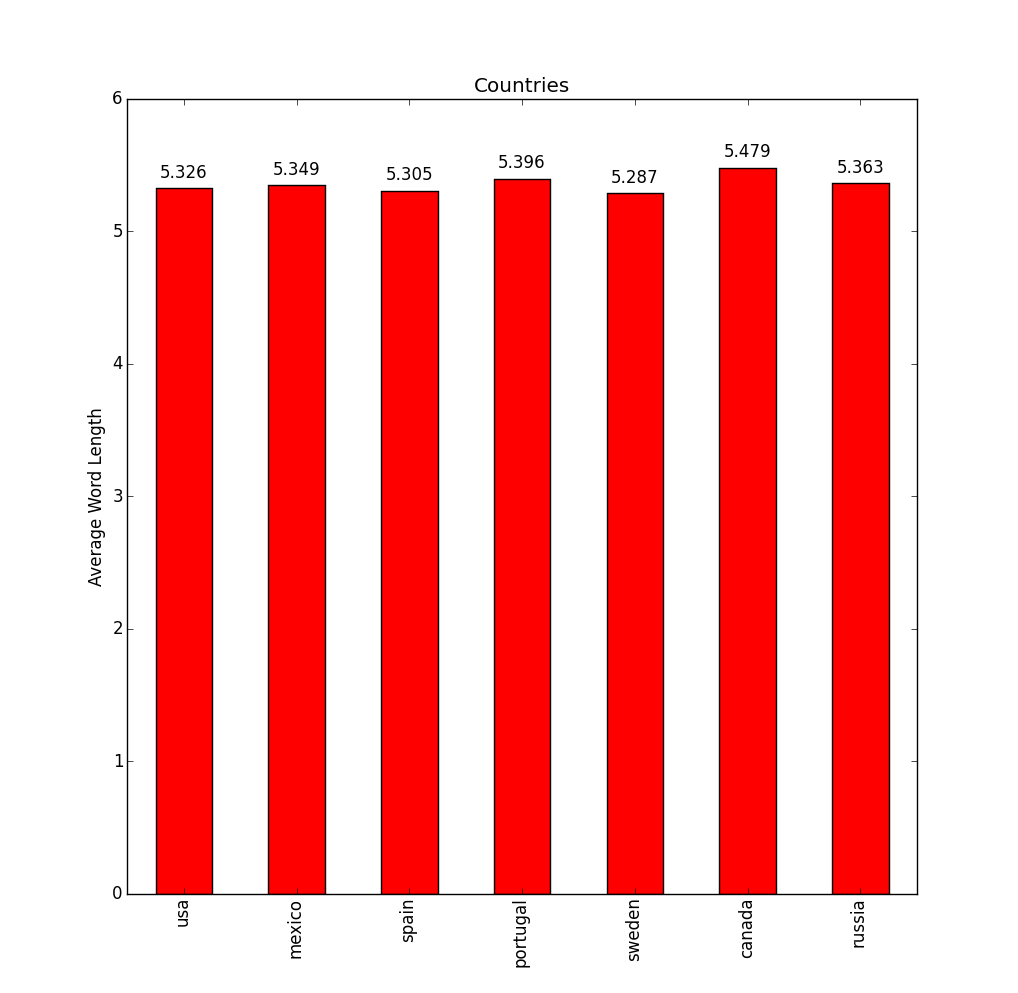 Countries
6
5
4
3
2
1
0
Average Word Length
5.326
5.349
5.305
5.396
5.287
5.479
5.363
usa
mexico
spain
portugal
sweden
canada
russia